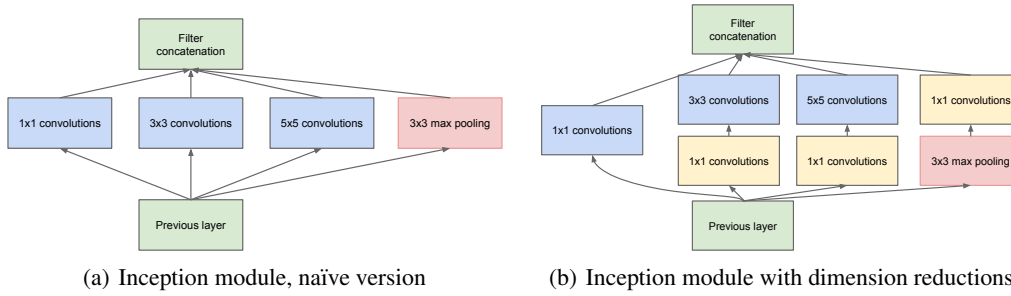 Filter
concatenation
1x1 convolutions
3x3 convolutions
5x5 convolutions
3x3 max pooling
Previous layer
(a) Inception module, naïve version
Filter
concatenation
3x3 convolutions
5x5 convolutions
1x1 convolutions
1x1 convolutions
1x1 convolutions
1x1 convolutions
3x3 max pooling
Previous layer
(b) Inception module with dimension reductions